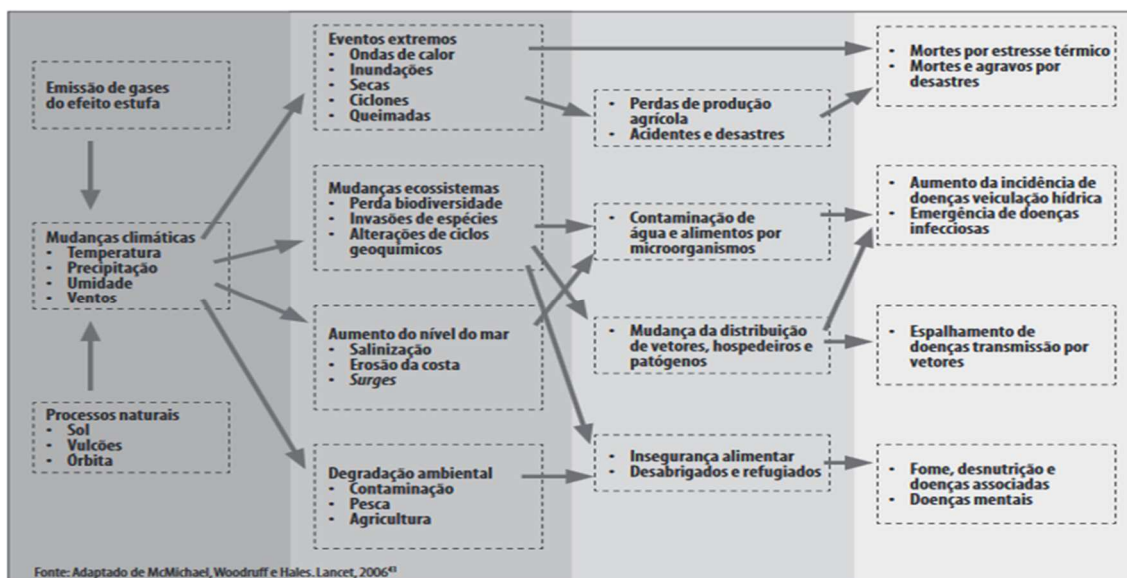 Emissão de gases
do efeito estufa
Mudanças climáticas
• Temperatura
• Precipitação
• Umidade
• Ventos
Processos naturais
• Sol
• Vulcões
• Orbita
Eventos extremos
• Ondas de calor
• Inundações
• Secas
• Ciclones
• Queimadas
Mudanças ecossistemas
• Perda biodiversidade
• Invasões de espécies
• Alterações de ciclos
geoquímicos
Aumento do nível do mar
• Salinização
• Erosão da costa
• Surges
Degradação ambiental
• Contaminação
• Pesca
• Agricultura
• Perdas de produção
agrícola
• Acidentes e desastres
• Contaminação de
água e alimentos por
microorganismos
• Mudança da distribuição
de vetores, hospedeiros e
patógenos
• Insegurança alimentar
• Desabrigados e refugiados
• Mortes por estresse térmico
• Mortes e agravos por
desastres
• Aumento da incidência de
doenças veiculação hídrica
• Emergência de doenças
infecciosas
• Espalhamento de
doenças transmissão por
vetores
• Fome, desnutrição e
doenças associadas
• Doenças mentais
Fonte: Adaptado de McMichael, Woodruff e Hales. Lancet, 2006⁴³